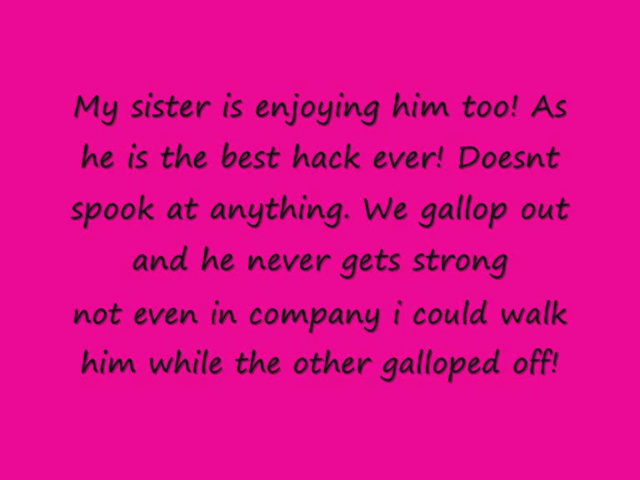 My sister is enjoying him too! As
he is the best hack ever! Doesnt
spook at anything. We gallop out
and he never gets strong
not even in company i could walk
him while the other galloped off!